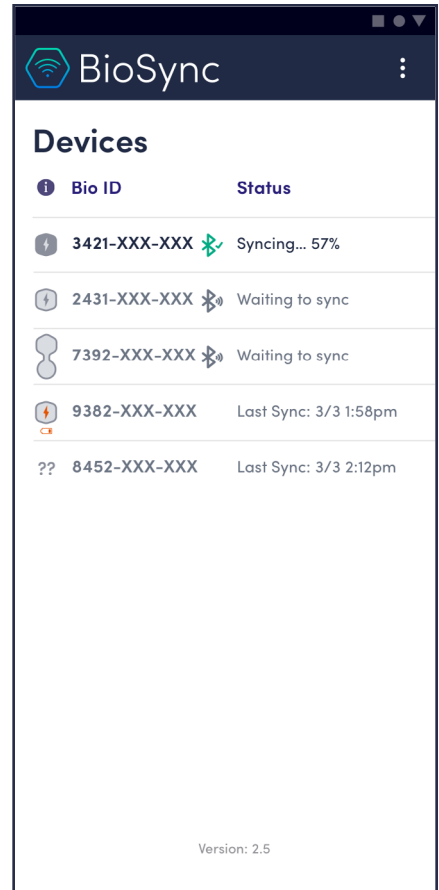 BioSync
Devices
i Bio ID Status
3421-XXX-XXX Syncing... 57%
2431-XXX-XXX Waiting to sync
7392-XXX-XXX Waiting to sync
9382-XXX-XXX Last Sync: 3/3 1:58pm
?? 8452-XXX-XXX Last Sync: 3/3 2:12pm
Version: 2.5